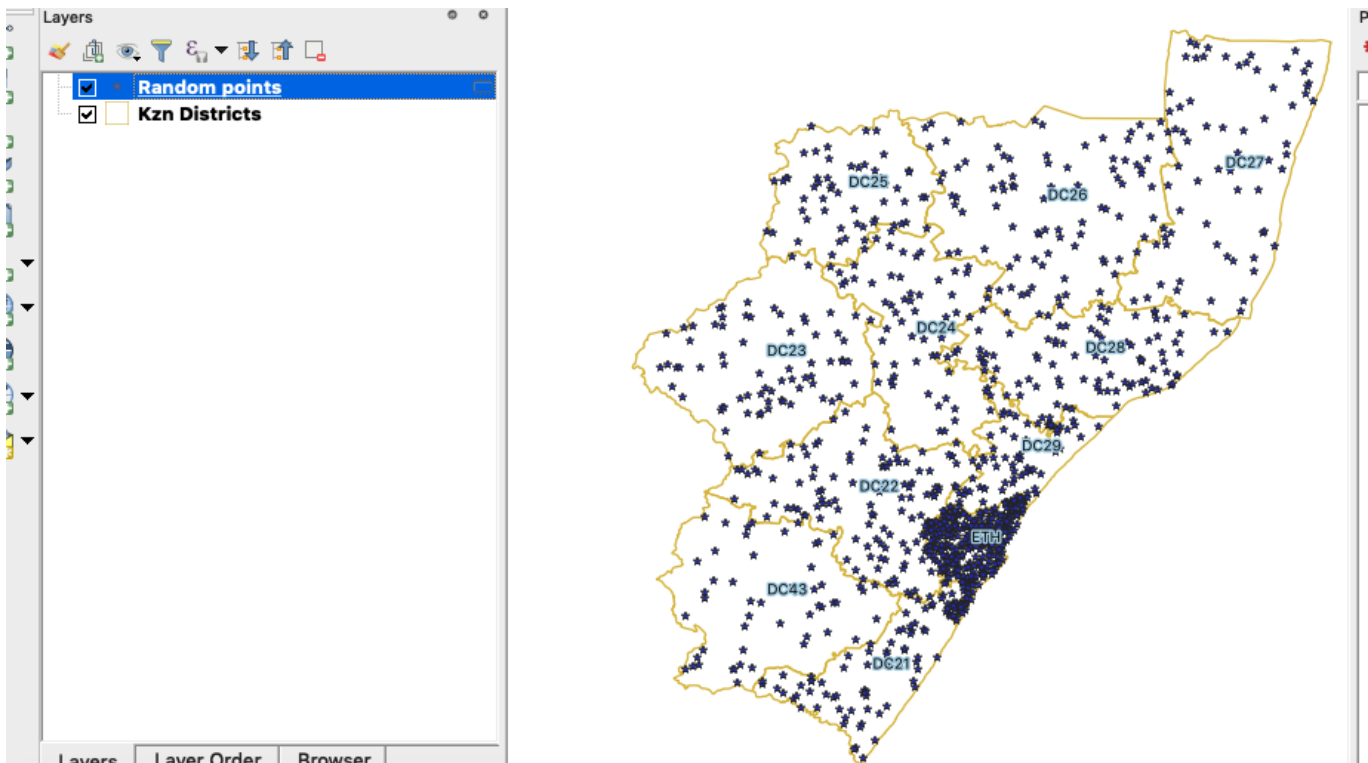 Layers
Random points
Kzn Districts
DC27
DC25
DC26
DC24
DC23
DC28
DC29
DC22
ETH
DC43
DC21
Layers Layer Order Browser